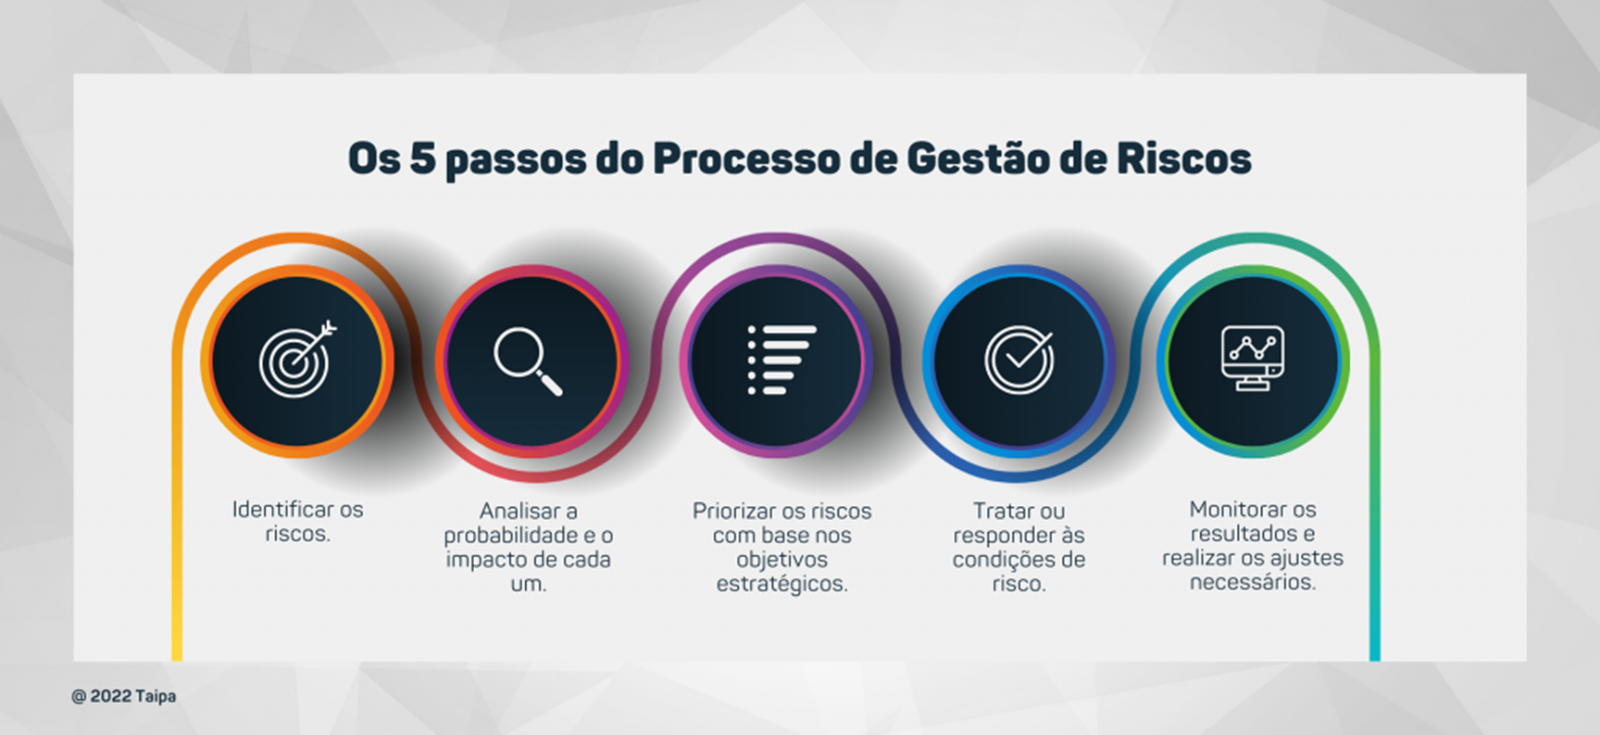 Os 5 passos do Processo de Gestão de Riscos
Identificar os
riscos.
Analisar a
probabilidade e o
impacto de cada
um.
Priorizar os riscos
com base nos
objetivos
estratégicos.
Tratar ou
responder às
condições de
risco.
Monitorar os
resultados e
realizar os ajustes
necessários.
@ 2022 Taipa